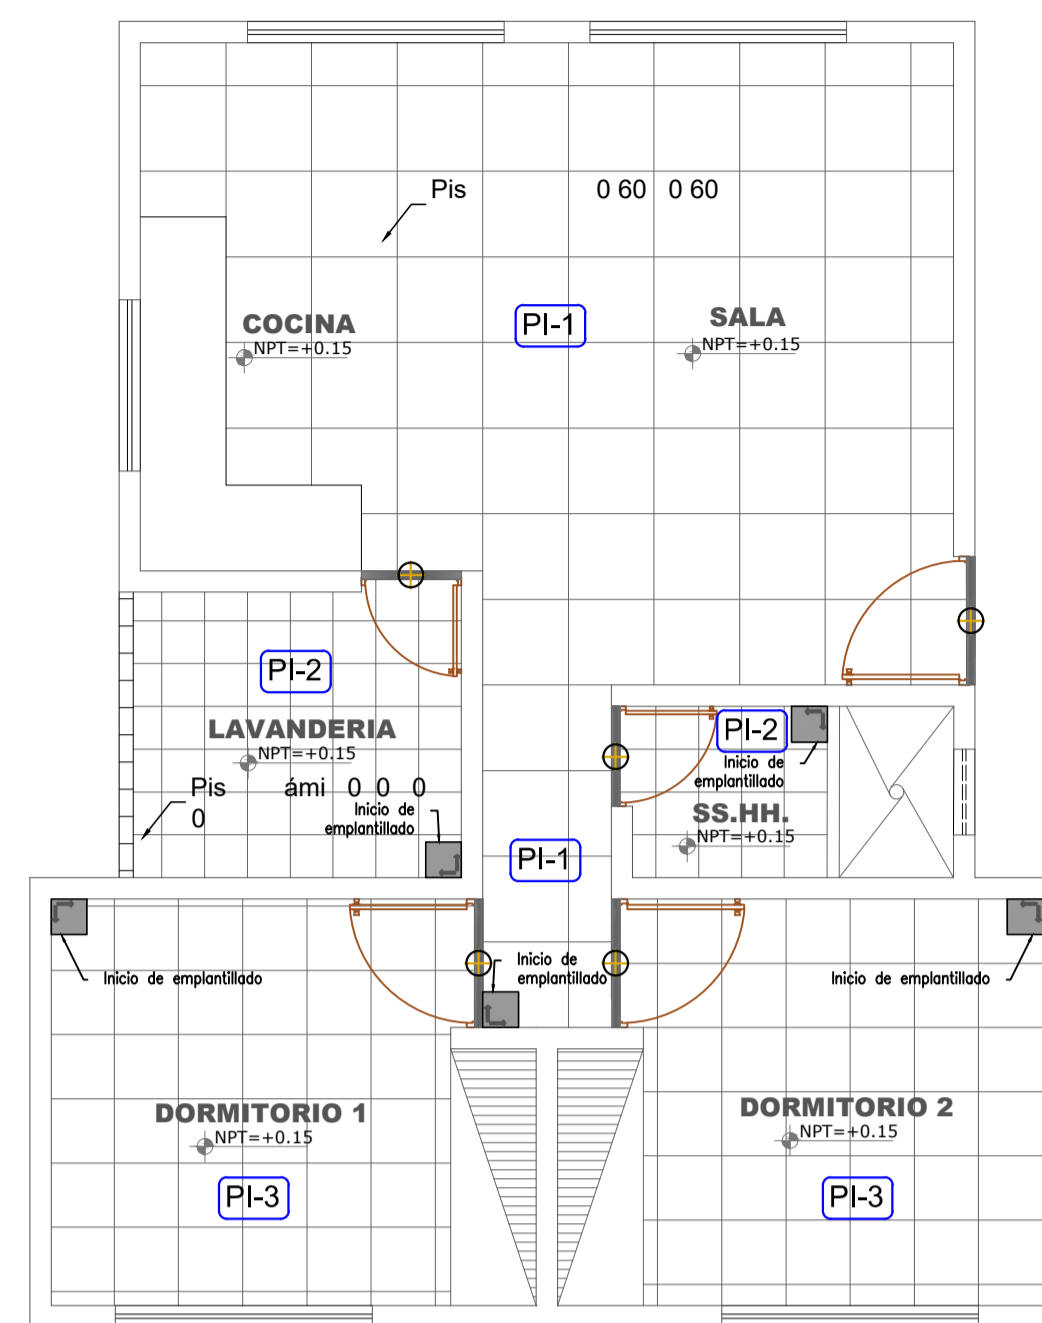 Pis 0 60 0 60
COCINA
NPT=+0.15
PI-1
SALA
NPT=+0.15
PI-2
LAVANDERIA
NPT=+0.15
Pis ámi 0 0 0
0
Inicio de
emplantillado
PI-2
Inicio de
emplantillado
SS.HH.
NPT=+0.15
PI-1
Inicio de emplantillado
Inicio de
emplantillado
Inicio de emplantillado
DORMITORIO 1
NPT=+0.15
PI-3
DORMITORIO 2
NPT=+0.15
PI-3